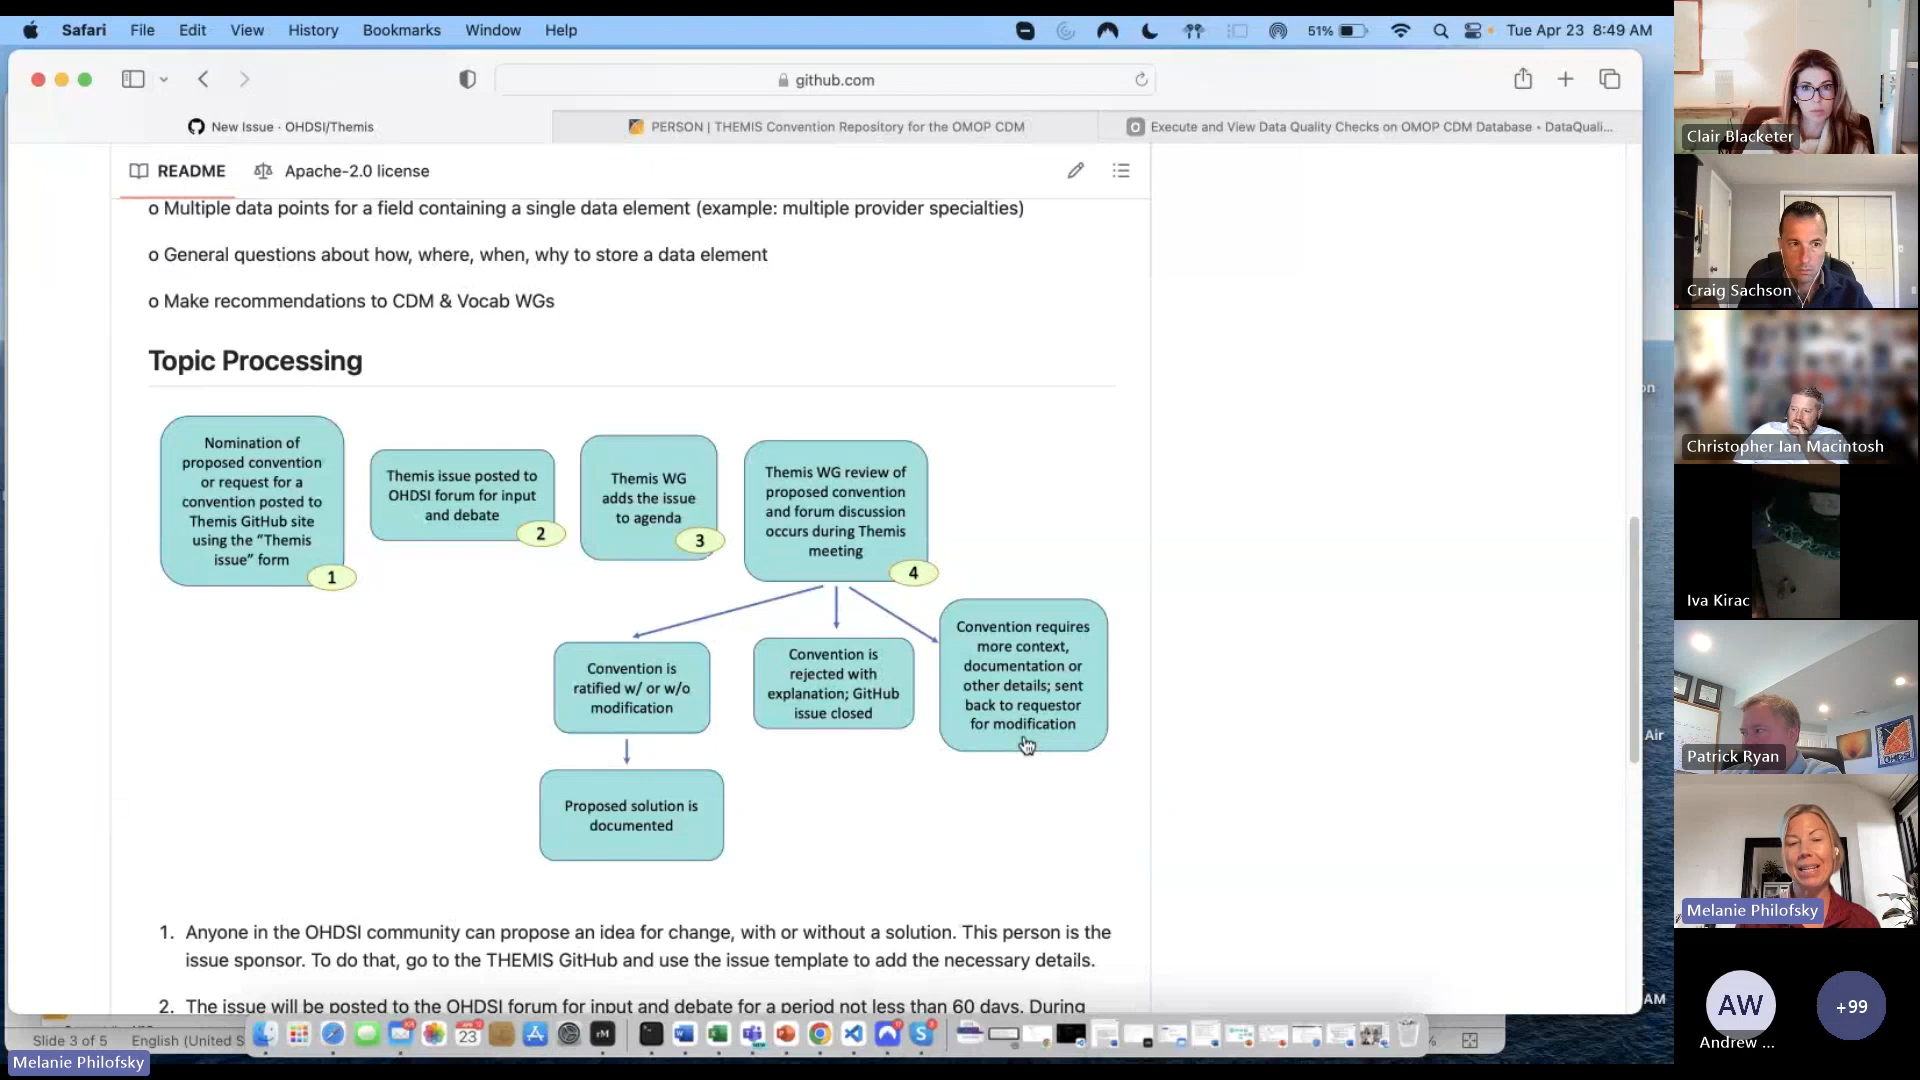 Safari File Edit View History Bookmarks Window Help 51% Tue Apr 23 8:49 AM
github.com
New Issue · OHDSI/Themis
PERSON | THEMIS Convention Repository for the OMOP CDM
Execute and View Data Quality Checks on OMOP CDM Database • DataQuali...
README Apache-2.0 license
o Multiple data points for a field containing a single data element (example: multiple provider specialties)
o General questions about how, where, when, why to store a data element
o Make recommendations to CDM & Vocab WGs
Topic Processing
Nomination of
proposed convention
or request for a
convention posted to
Themis GitHub site
using the “Themis
issue” form
1
Themis issue posted to
OHDSI forum for input
and debate
2
Themis WG
adds the issue
to agenda
3
Themis WG review of
proposed convention
and forum discussion
occurs during Themis
meeting
4
Convention is
ratified w/ or w/o
modification
Convention is
rejected with
explanation; GitHub
issue closed
Convention requires
more context,
documentation or
other details; sent
back to requestor
for modification
Proposed solution is
documented
1. Anyone in the OHDSI community can propose an idea for change, with or without a solution. This person is the
issue sponsor. To do that, go to the THEMIS GitHub and use the issue template to add the necessary details.
2. The issue will be posted to the OHDSI forum for input and debate for a period not less than 60 days. During
Slide 3 of 5 English (United S
23
Melanie Philofsky
on
Air
AM
Clair Blacketer
Craig Sachson
Christopher Ian Macintosh
Iva Kirac
Patrick Ryan
OHDSI
Melanie Philofsky
AW
Andrew ...
+99